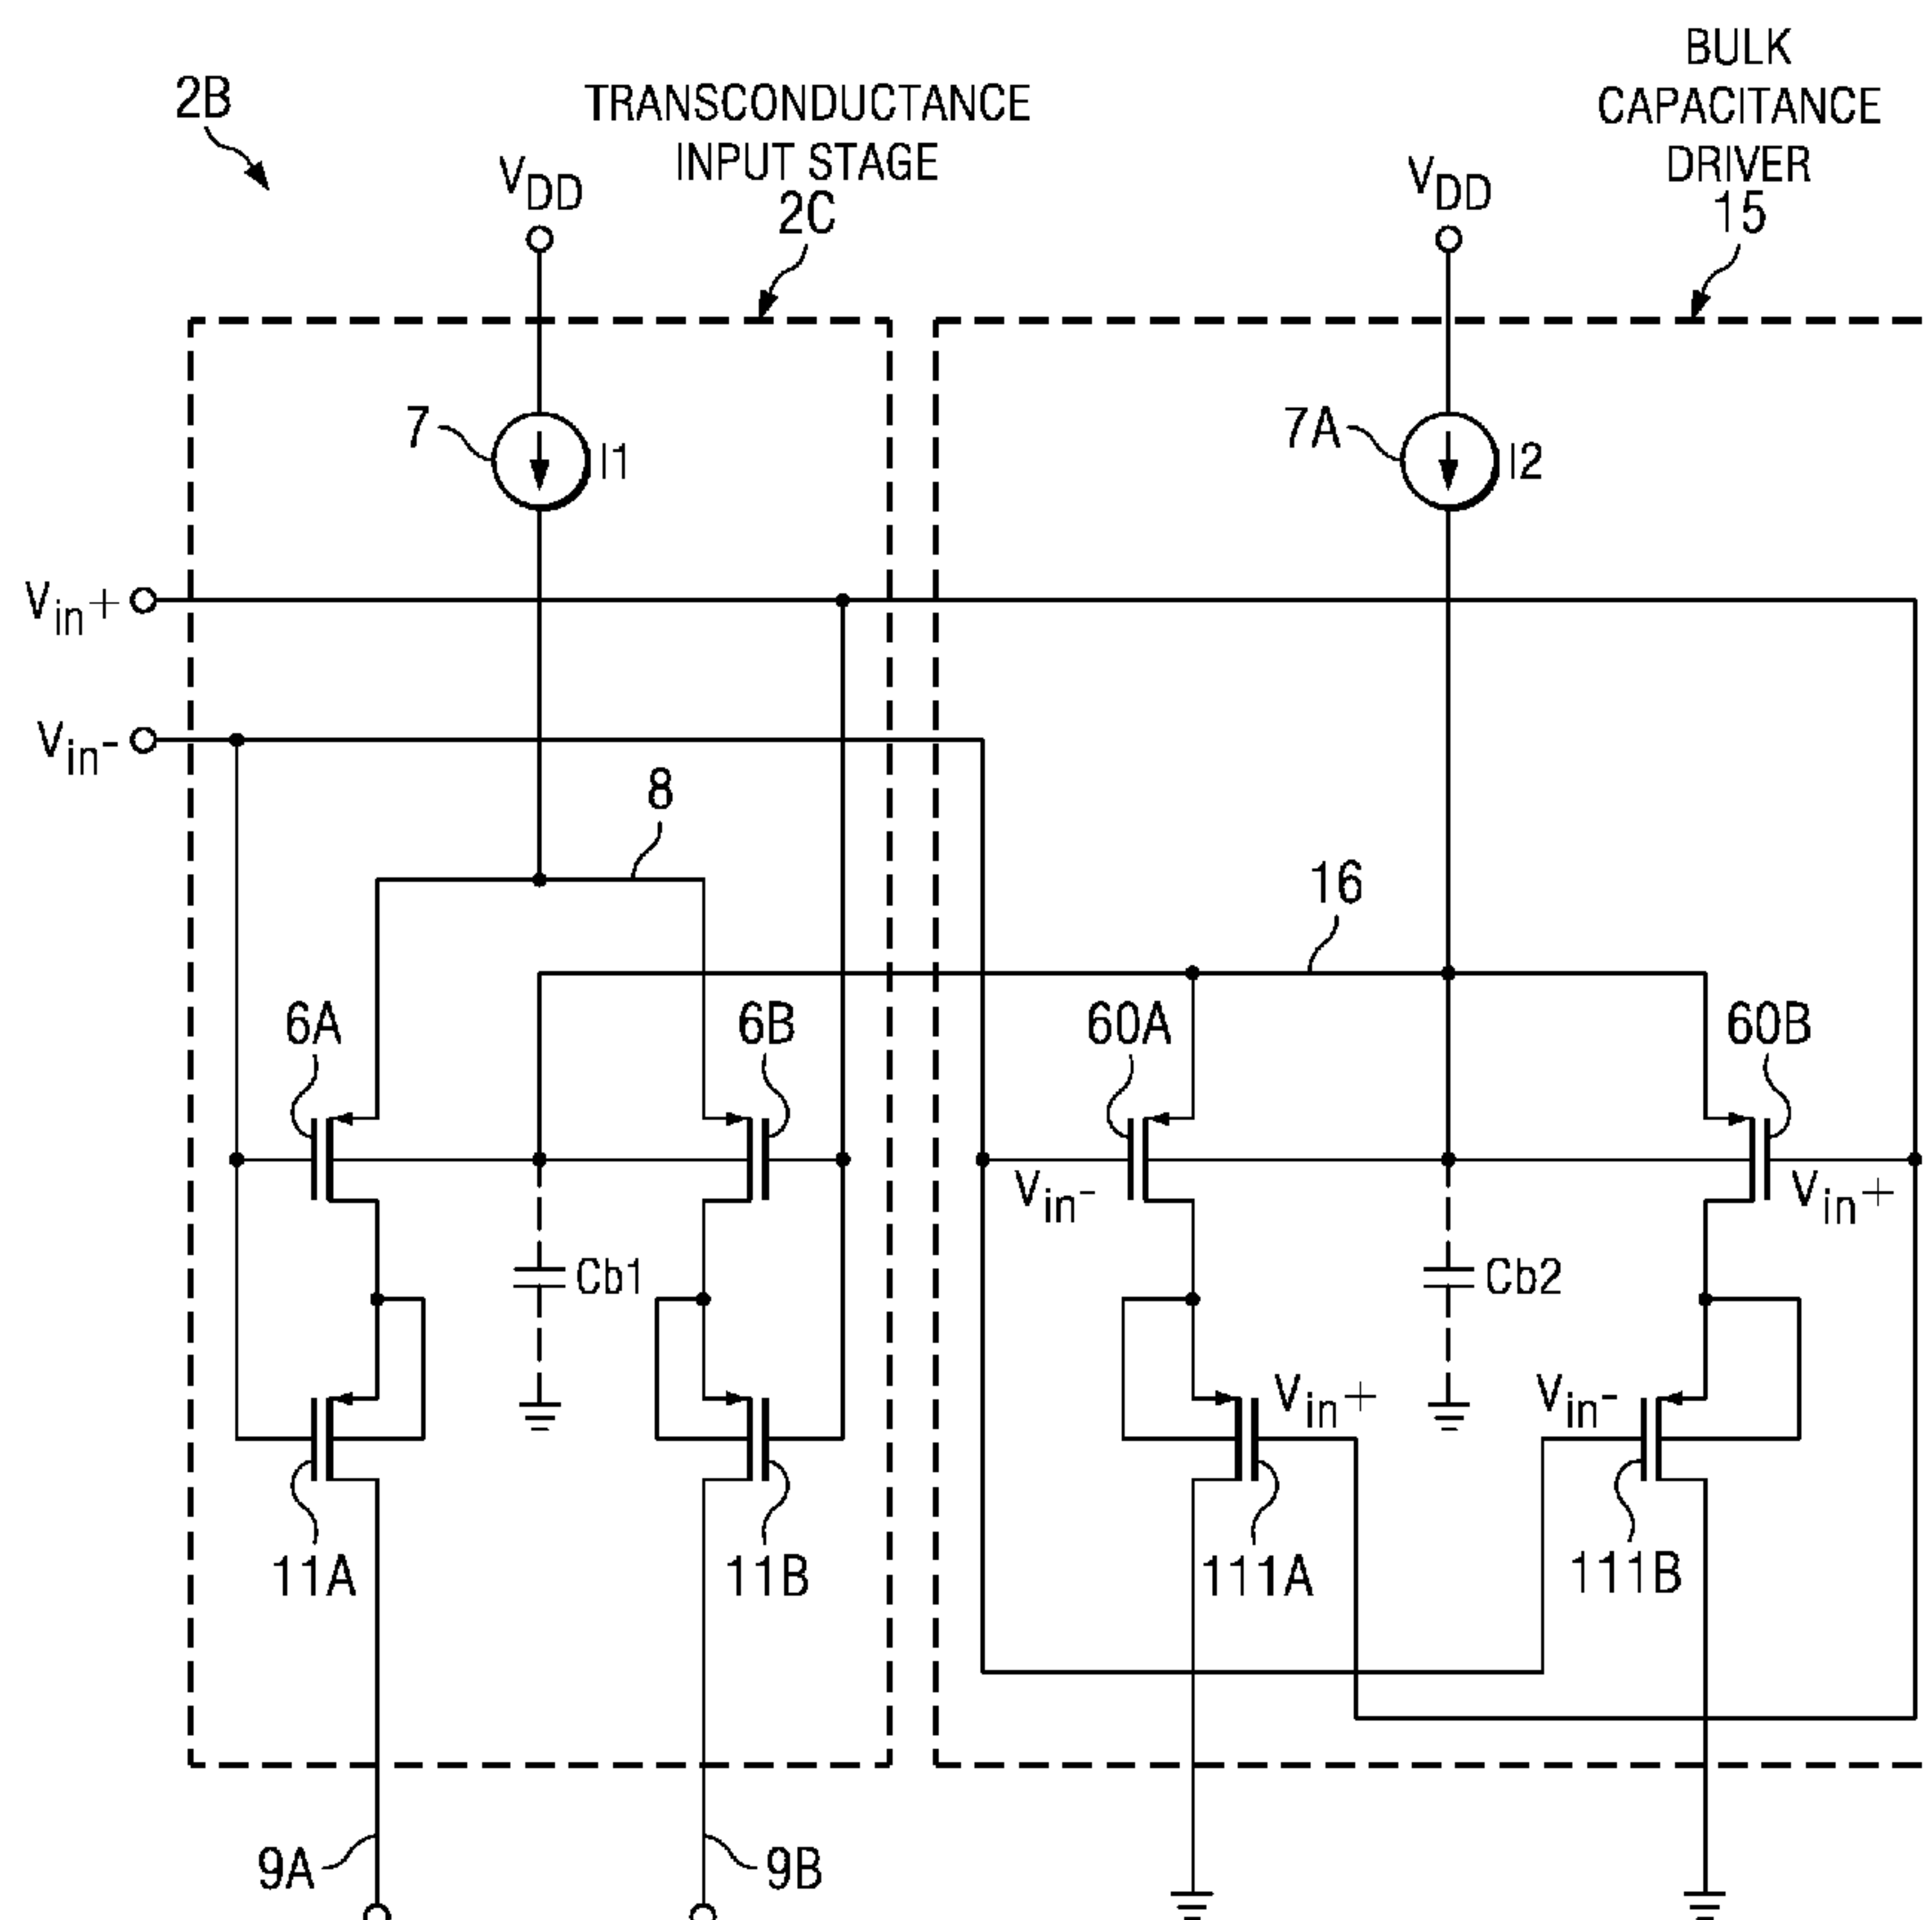 BULK
CAPACITANCE
DRIVER
15
2B
TRANSCONDUCTANCE
INPUT STAGE
2C
VDD
VDD
7
I1
7A
I2
Vin+
Vin-
8
16
6A
6B
60A
60B
Vin-
Vin+
Cb1
Cb2
Vin+
Vin-
11A
11B
111A
111B
9A
9B